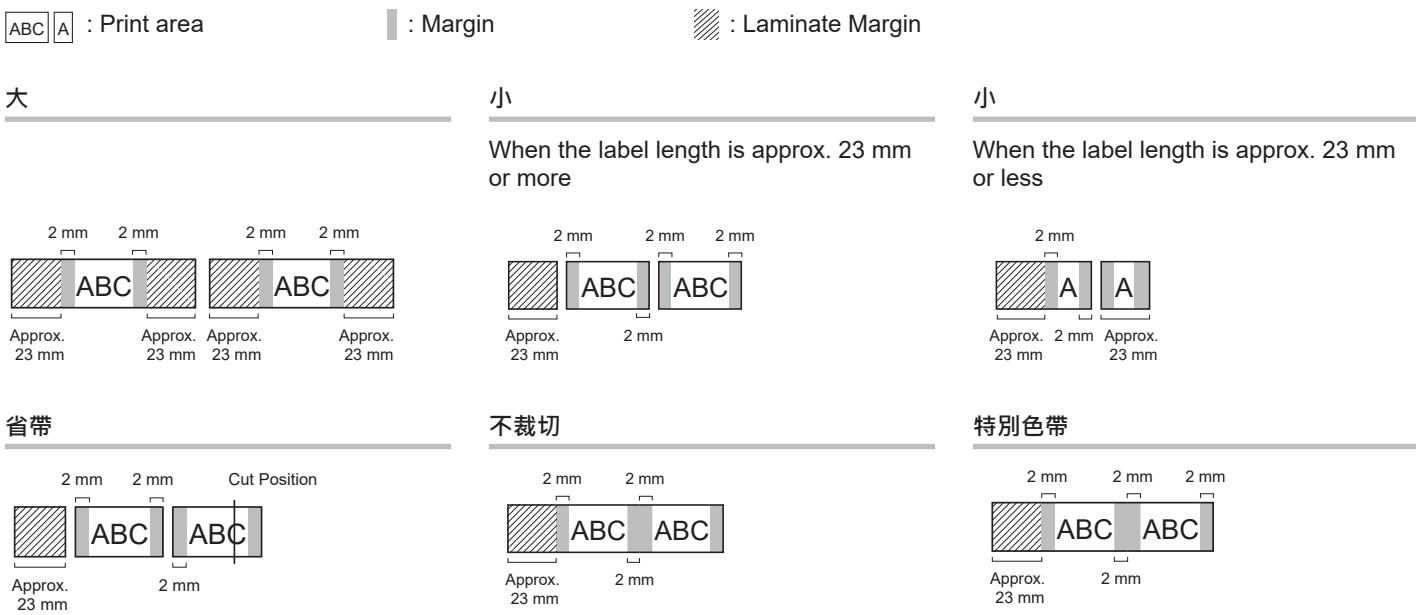 ABC A : Print area : Margin : Laminate Margin
大
2 mm 2 mm 2 mm 2 mm
ABC ABC
Approx. Approx. Approx. Approx.
23 mm 23 mm 23 mm 23 mm
小
When the label length is approx. 23 mm
or more
2 mm 2 mm 2 mm
ABC ABC
Approx. 2 mm
23 mm
小
When the label length is approx. 23 mm
or less
2 mm
A A
Approx. 2 mm Approx.
23 mm 23 mm
省帶
2 mm 2 mm Cut Position
ABC ABC
Approx. 2 mm
23 mm
不裁切
2 mm 2 mm
ABC ABC
Approx. 2 mm
23 mm
特別色帶
2 mm 2 mm 2 mm
ABC ABC
Approx. 2 mm
23 mm